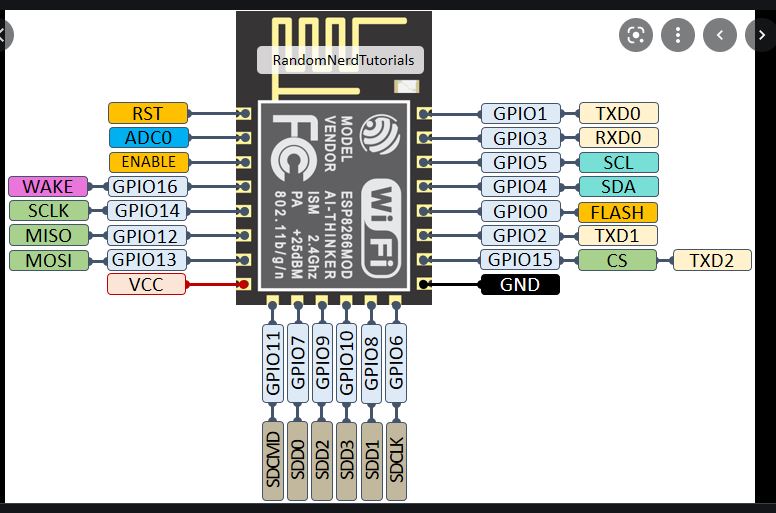 RandomNerdTutorials
RST
ADC0
ENABLE
WAKE GPIO16
SCLK GPIO14
MISO GPIO12
MOSI GPIO13
VCC
FC
MODEL
VENDOR
ESP8266MOD
AI-THINKER
ISM 2.4GHz
PA +25dBM
802.11b/g/n
WiFi
GPIO1 TXD0
GPIO3 RXD0
GPIO5 SCL
GPIO4 SDA
GPIO0 FLASH
GPIO2 TXD1
GPIO15 CS TXD2
GND
GPIO11 SDCMD
GPIO7 SDD0
GPIO9 SDD2
GPIO10 SDD3
GPIO8 SDD1
GPIO6 SDCLK